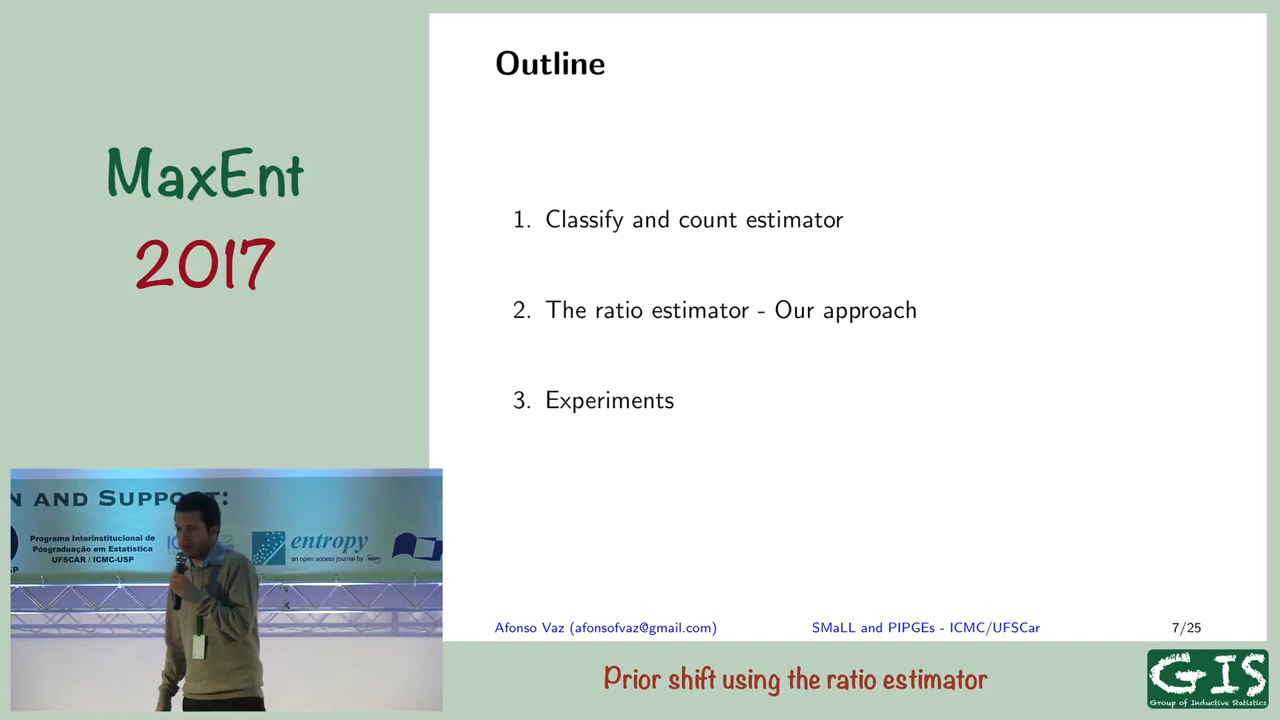 MaxEnt
2017
Outline
1. Classify and count estimator
2. The ratio estimator - Our approach
3. Experiments
Afonso Vaz (afonsofvaz@gmail.com)
SMaLL and PIPGEs - ICMC/UFSCar
7/25
N AND SUPPORT:
Programa Interinstitucional de
Pósgraduação em Estatística
UFSCAR / ICMC-USP
entropy
an open access journal by MDPI
Prior shift using the ratio estimator
GIS
Group of Inductive Statistics